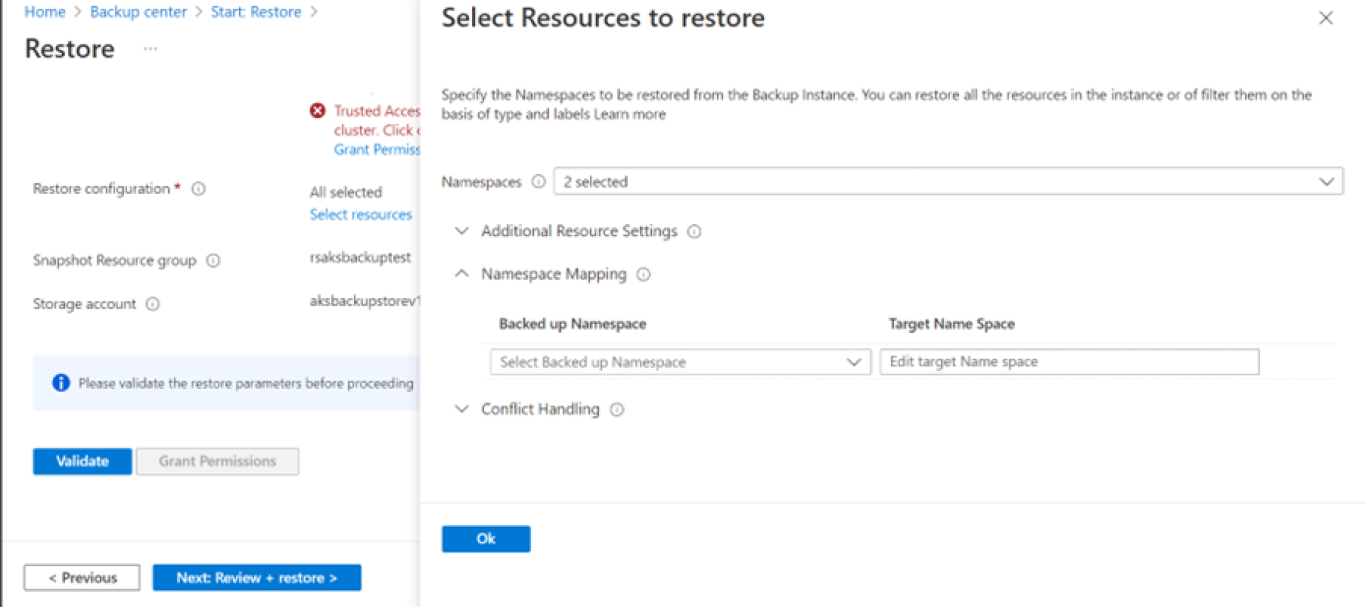 Home > Backup center > Start: Restore >
Restore ...
Trusted Acces
cluster. Click
Grant Permiss
Restore configuration *
All selected
Select resources
Snapshot Resource group
rsaksbackuptest
Storage account
aksbackupstorev1
Please validate the restore parameters before proceeding
Validate
Grant Permissions
< Previous
Next: Review + restore >
Select Resources to restore
Specify the Namespaces to be restored from the Backup Instance. You can restore all the resources in the instance or of filter them on the
basis of type and labels Learn more
Namespaces
2 selected
Additional Resource Settings
Namespace Mapping
Backed up Namespace
Target Name Space
Select Backed up Namespace
Edit target Name space
Conflict Handling
Ok